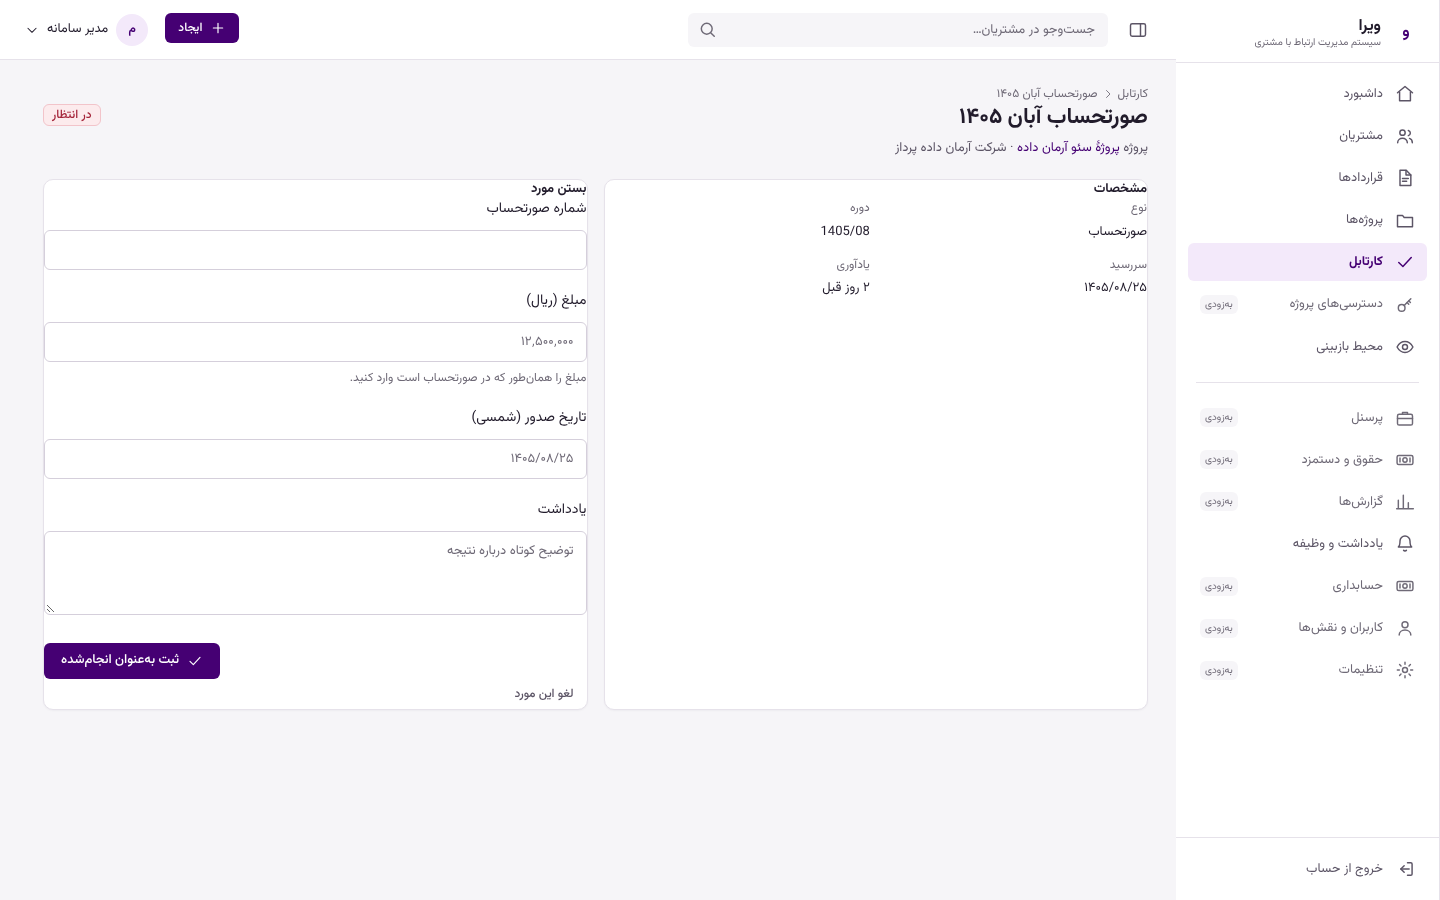 و
ویرا
سیستم مدیریت ارتباط با مشتری
داشبورد
مشتریان
قراردادها
پروژه‌ها
کارتابل
دسترسی‌های پروژه
به‌زودی
محیط بازبینی
پرسنل
به‌زودی
حقوق و دستمزد
به‌زودی
گزارش‌ها
به‌زودی
یادداشت و وظیفه
حسابداری
به‌زودی
کاربران و نقش‌ها
به‌زودی
تنظیمات
به‌زودی
خروج از حساب
جست‌وجو در مشتریان...
ایجاد
م
مدیر سامانه
کارتابل
صورتحساب آبان ۱۴۰۵
صورتحساب آبان ۱۴۰۵
در انتظار
پروژه پروژهٔ سئو آرمان داده · شرکت آرمان داده پرداز
مشخصات
نوع
صورتحساب
دوره
1405/08
سررسید
۱۴۰۵/۰۸/۲۵
یادآوری
۲ روز قبل
بستن مورد
شماره صورتحساب
مبلغ (ریال)
۱۲,۵۰۰,۰۰۰
مبلغ را همان‌طور که در صورتحساب است وارد کنید.
تاریخ صدور (شمسی)
۱۴۰۵/۰۸/۲۵
یادداشت
توضیح کوتاه درباره نتیجه
ثبت به‌عنوان انجام‌شده
لغو این مورد